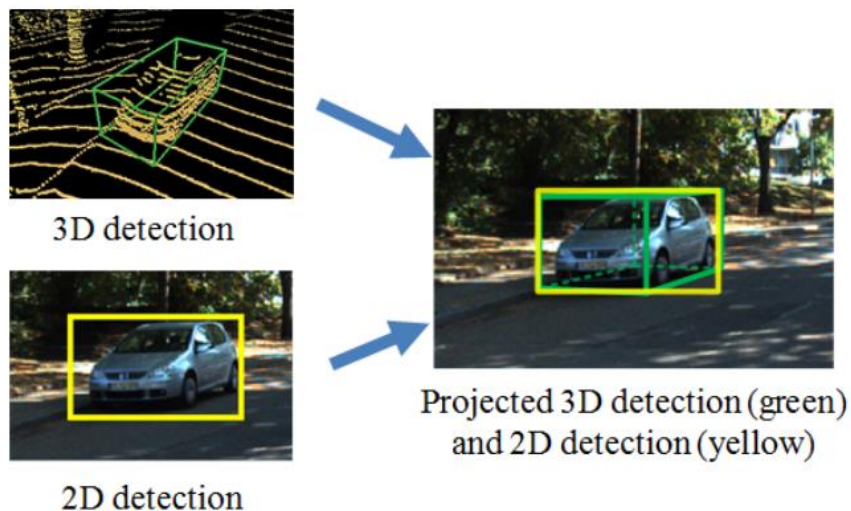 3D detection
2D detection
Projected 3D detection (green)
and 2D detection (yellow)